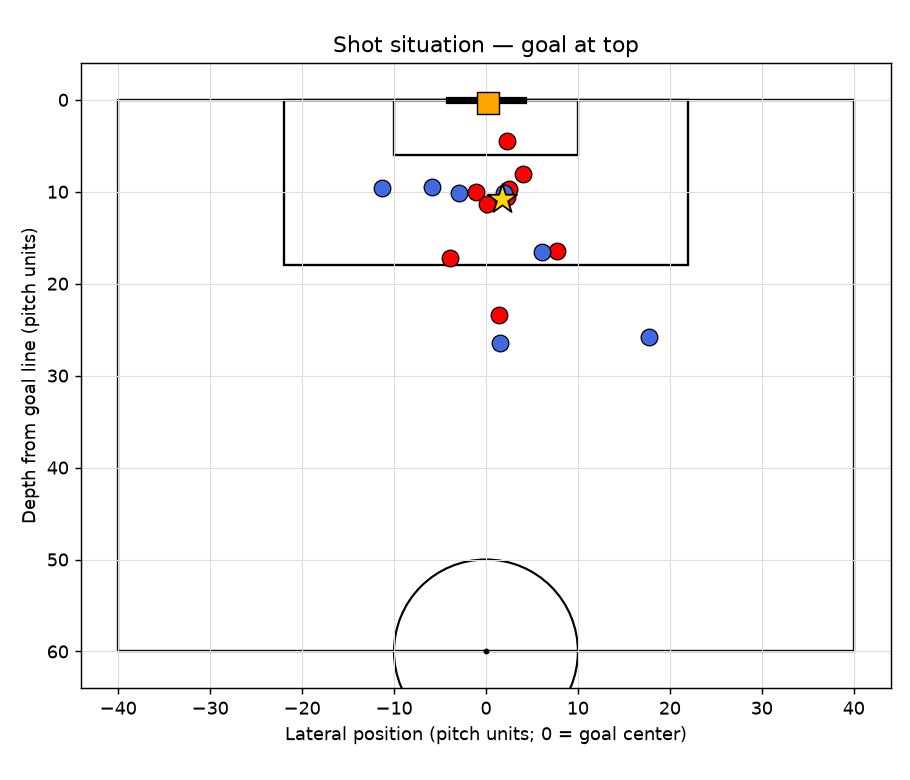 Shot situation — goal at top
0
10
20
30
40
50
60
Depth from goal line (pitch units)
−40 −30 −20 −10 0 10 20 30 40
Lateral position (pitch units; 0 = goal center)